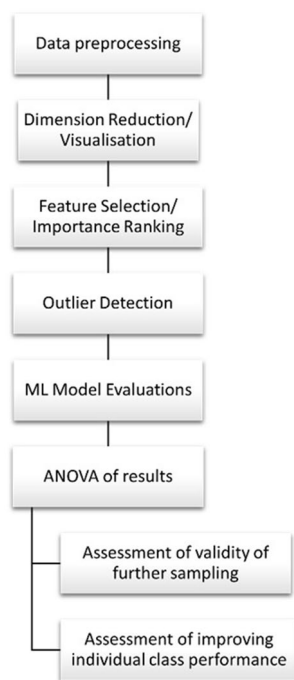 Data preprocessing
Dimension Reduction/
Visualisation
Feature Selection/
Importance Ranking
Outlier Detection
ML Model Evaluations
ANOVA of results
Assessment of validity of
further sampling
Assessment of improving
individual class performance